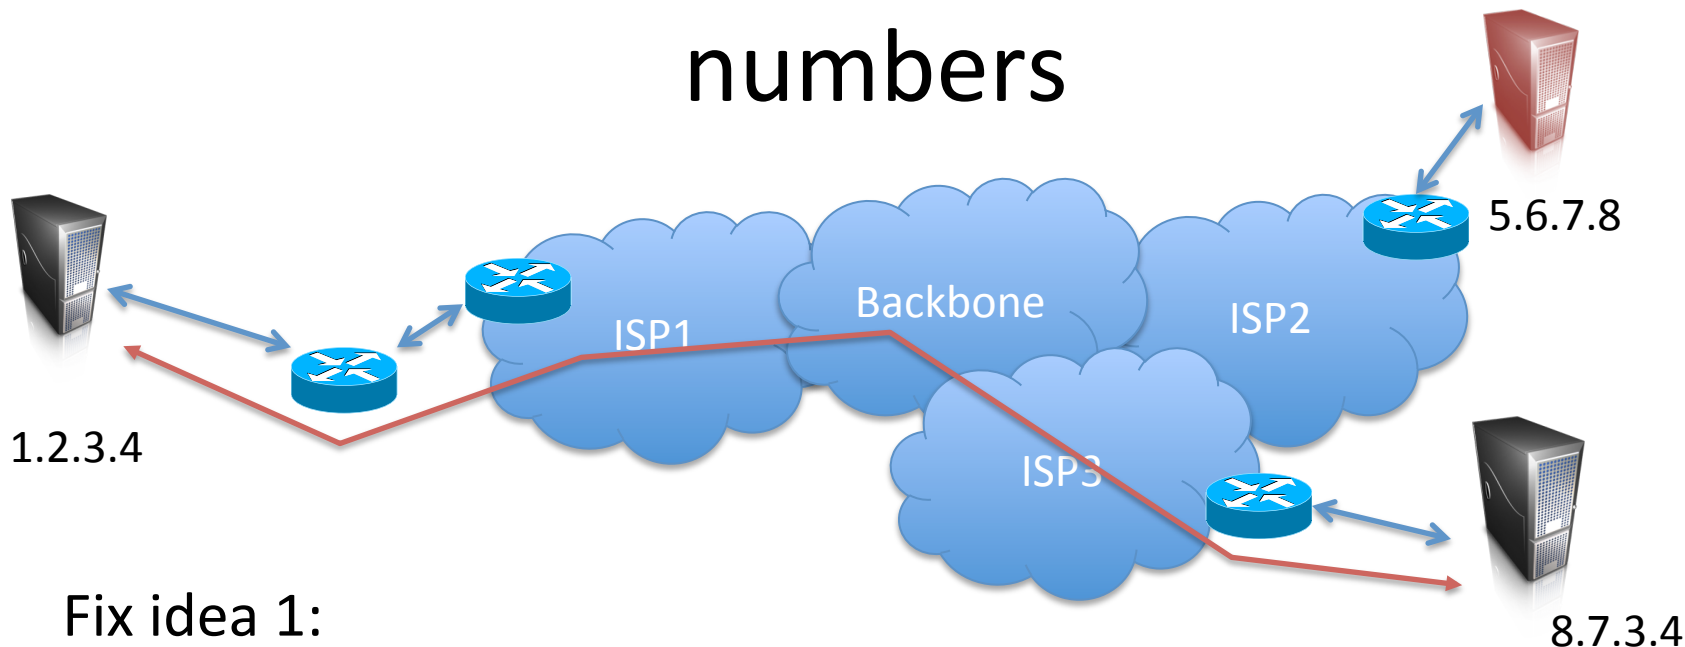 numbers
5.6.7.8
Backbone
ISP2
ISP1
1.2.3.4
ISP3
Fix idea 1:
8.7.3.4